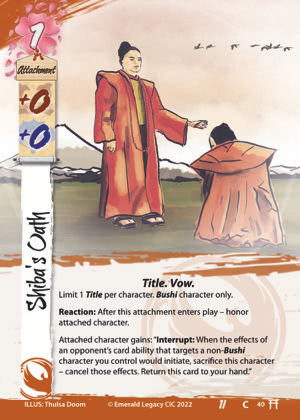 1
Attachment
+0
+0
Shiba's Oath
Title. Vow.
Limit 1 Title per character. Bushi character only.
Reaction: After this attachment enters play – honor
attached character.
Attached character gains: "Interrupt: When the effects of
an opponent's card ability that targets a non-Bushi
character you control would initiate, sacrifice this character
– cancel those effects. Return this card to your hand."
ILLUS: Thulsa Doom © Emerald Legacy CIC 2022 C 40